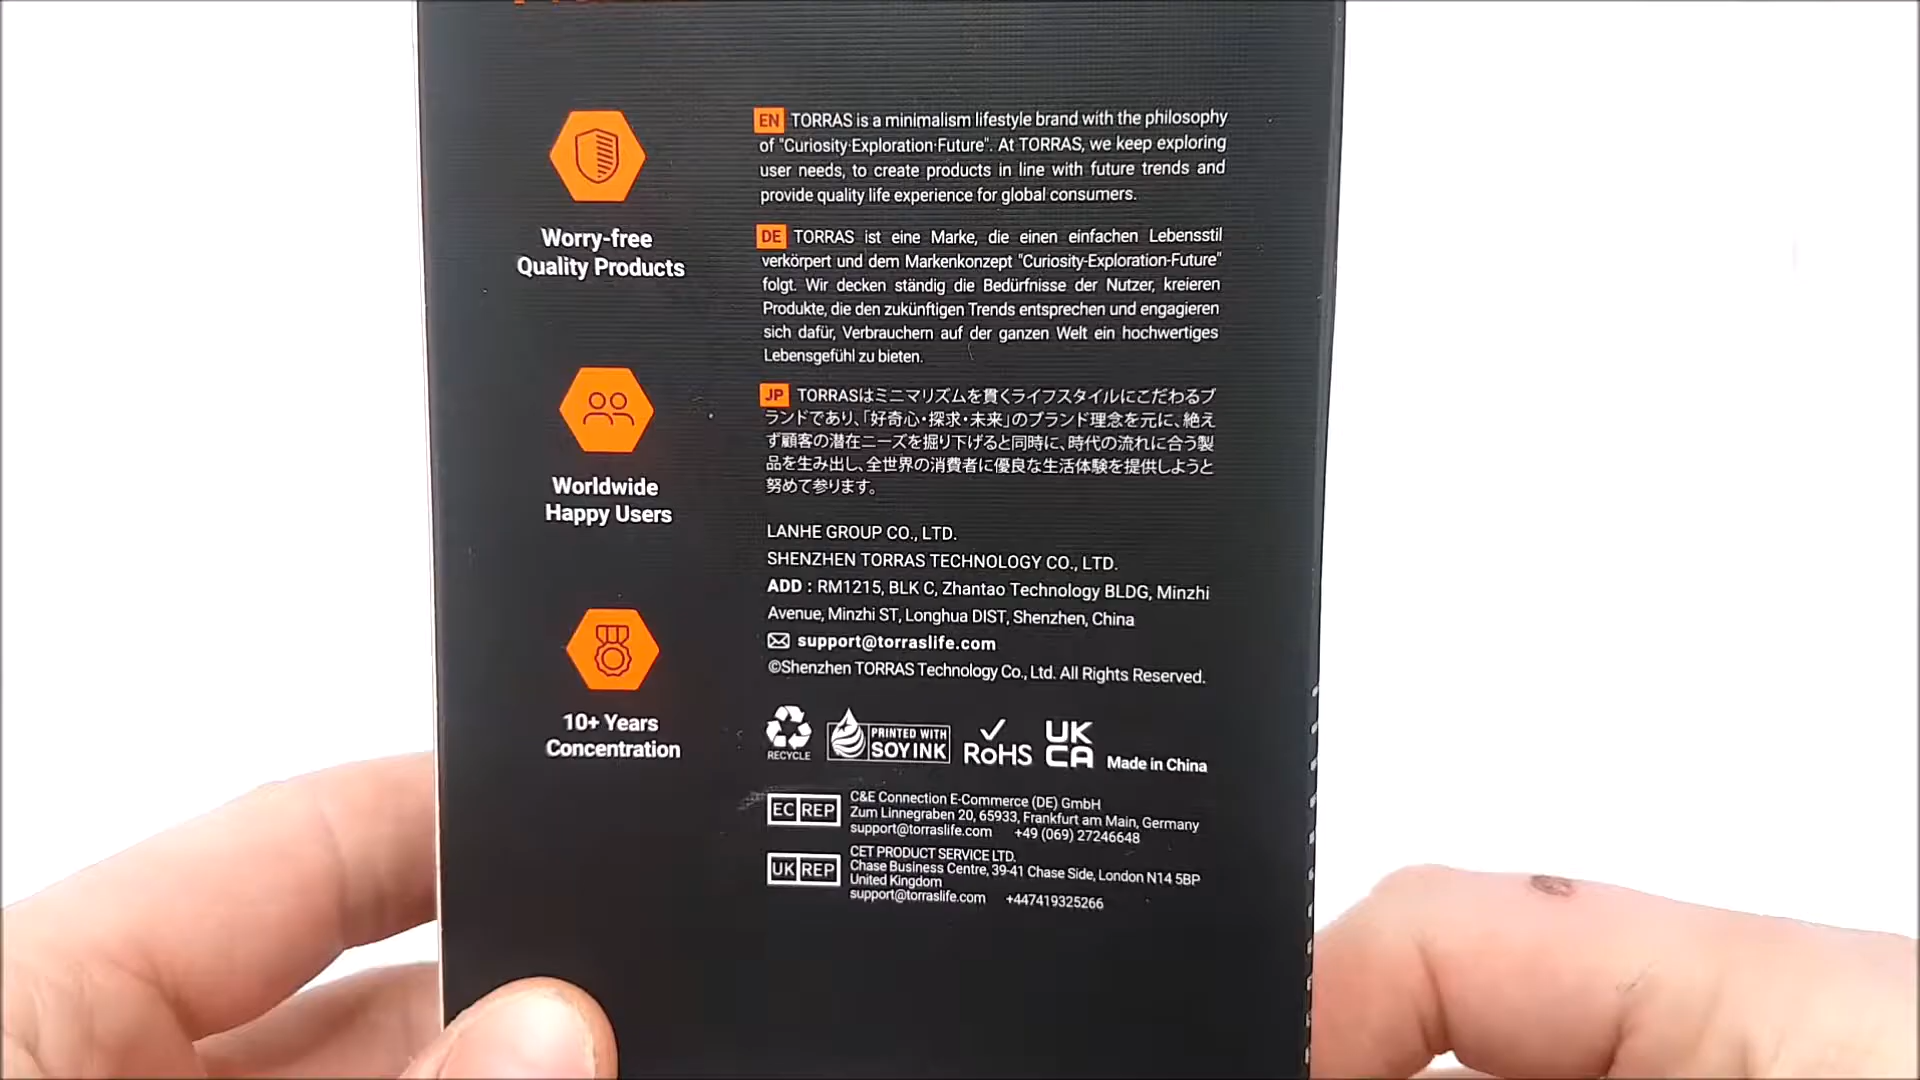 Worry-free
Quality Products
Worldwide
Happy Users
10+ Years
Concentration
EN TORRAS is a minimalism lifestyle brand with the philosophy
of "Curiosity·Exploration·Future". At TORRAS, we keep exploring
user needs, to create products in line with future trends and
provide quality life experience for global consumers.
DE TORRAS ist eine Marke, die einen einfachen Lebensstil
verkörpert und dem Markenkonzept "Curiosity-Exploration-Future"
folgt. Wir decken ständig die Bedürfnisse der Nutzer, kreieren
Produkte, die den zukünftigen Trends entsprechen und engagieren
sich dafür, Verbrauchern auf der ganzen Welt ein hochwertiges
Lebensgefühl zu bieten.
JP TORRASはミニマリズムを貫くライフスタイルにこだわるブ
ランドであり、「好奇心・探求・未来」のブランド理念を元に、絶え
ず顧客の潜在ニーズを掘り下げると同時に、時代の流れに合う製
品を生み出し、全世界の消費者に優良な生活体験を提供しようと
努めて参ります。
LANHE GROUP CO., LTD.
SHENZHEN TORRAS TECHNOLOGY CO., LTD.
ADD : RM1215, BLK C, Zhantao Technology BLDG, Minzhi
Avenue, Minzhi ST, Longhua DIST, Shenzhen, China
support@torraslife.com
©Shenzhen TORRAS Technology Co., Ltd. All Rights Reserved.
RECYCLE
PRINTED WITH
SOY INK
RoHS
UK
CA
Made in China
EC REP
C&E Connection E-Commerce (DE) GmbH
Zum Linnegraben 20, 65933, Frankfurt am Main, Germany
support@torraslife.com +49 (069) 27246648
UK REP
CET PRODUCT SERVICE LTD.
Chase Business Centre, 39-41 Chase Side, London N14 5BP
United Kingdom
support@torraslife.com +447419325266